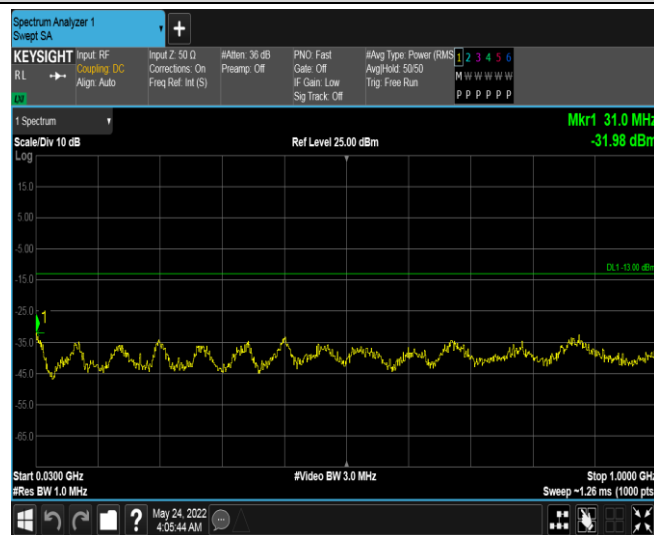 Spectrum Analyzer 1
Swept SA
+
KEYSIGHT
RL
Input: RF
Coupling: DC
Align: Auto
Input Z: 50 Ω
Corrections: On
Freq Ref: Int (S)
#Atten: 36 dB
Preamp: Off
PNO: Fast
Gate: Off
IF Gain: Low
Sig Track: Off
#Avg Type: Power (RMS
Avg|Hold: 50/50
Trig: Free Run
1 2 3 4 5 6
M W W W W W
P P P P P P
1 Spectrum
Scale/Div 10 dB
Ref Level 25.00 dBm
Mkr1 31.0 MHz
-31.98 dBm
Log
15.0
5.00
-5.00
DL1 -13.00 dBm
-15.0
-25.0
1
-35.0
-45.0
-55.0
-65.0
Start 0.0300 GHz
#Video BW 3.0 MHz
Stop 1.0000 GHz
#Res BW 1.0 MHz
Sweep ~1.26 ms (1000 pts
?
May 24, 2022
4:05:44 AM